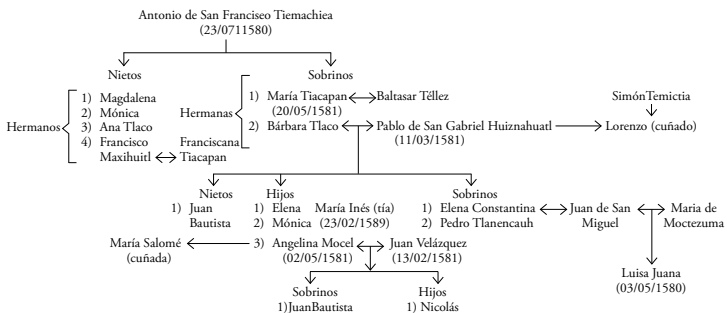 Antonio de San Franciseo Tiemachiea
(23/0711580)
Nietos
Sobrinos
Hermanos
1) Magdalena
2) Mónica
3) Ana Tlaco
4) Francisco
Maxihuitl
Franciscana
Tiacapan
Hermanas
1) María Tiacapan
(20/05/1581)
Baltasar Téllez
2) Bárbara Tlaco
Pablo de San Gabriel Huiznahuatl
(11/03/1581)
SimónTemictia
Lorenzo (cuñado)
Nietos
1) Juan
Bautista
Hijos
1) Elena
2) Mónica
María Inés (tía)
(23/02/1589)
Sobrinos
1) Elena Constantina
2) Pedro Tlanencauh
Juan de San
Miguel
Maria de
Moctezuma
María Salomé
(cuñada)
3) Angelina Mocel
(02/05/1581)
Juan Velázquez
(13/02/1581)
Luisa Juana
(03/05/1580)
Sobrinos
1)JuanBautista
Hijos
1) Nicolás